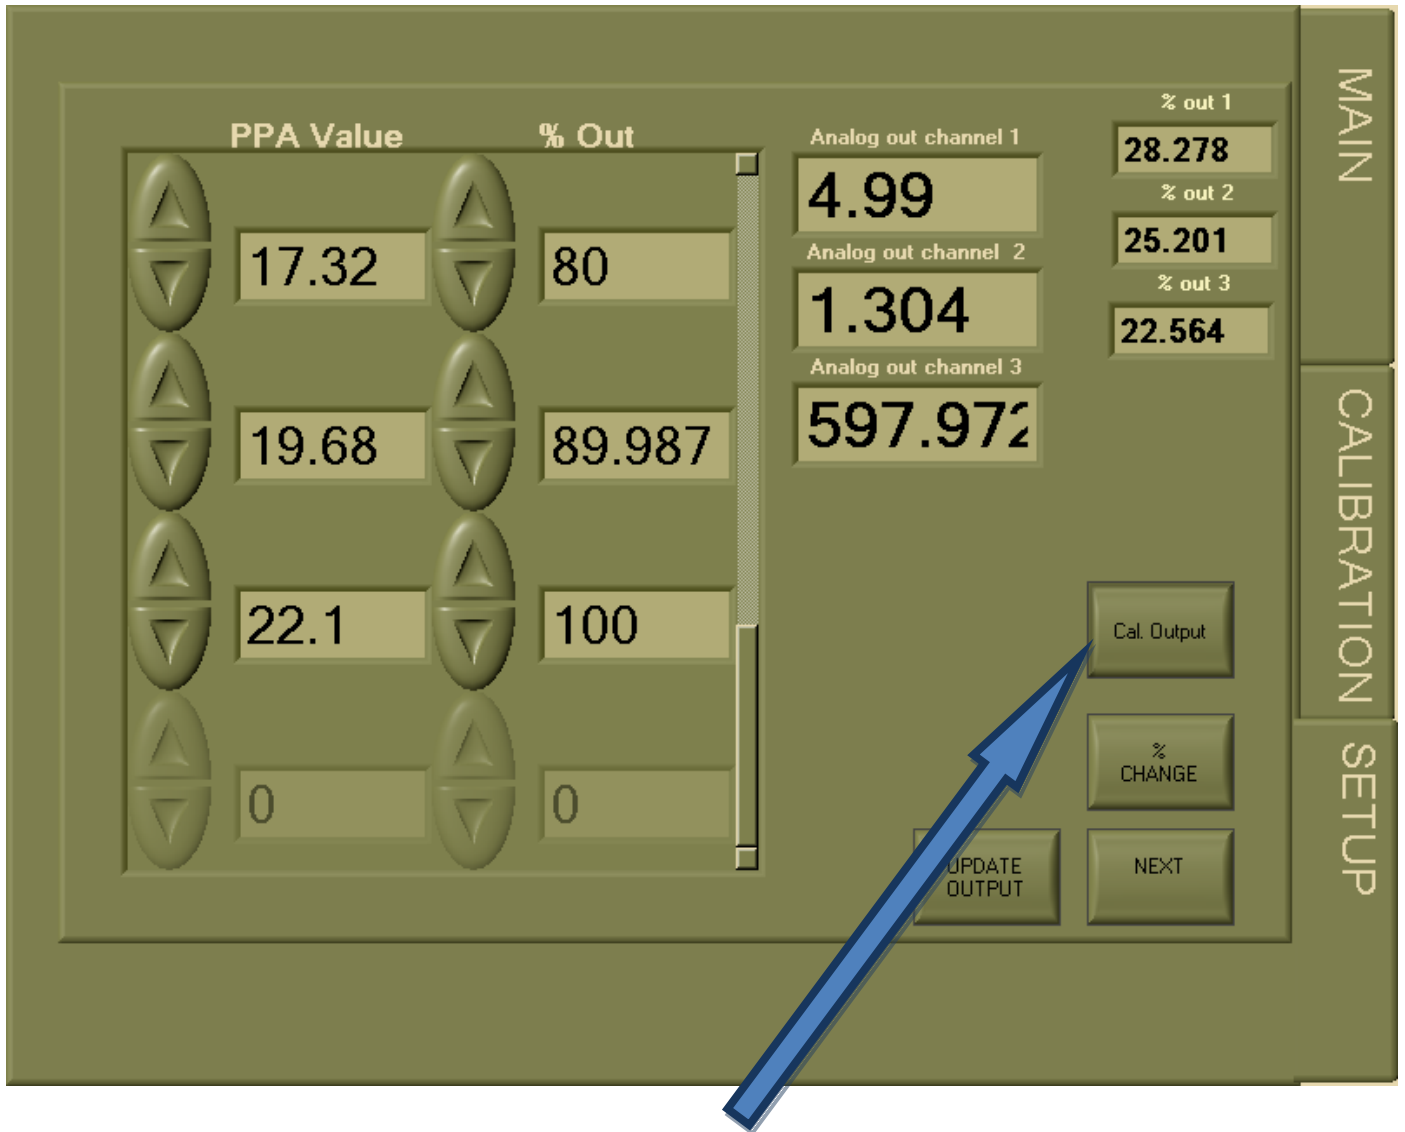 PPA Value
% Out
17.32
80
19.68
89.987
22.1
100
0
0
Analog out channel 1
4.99
Analog out channel 2
1.304
Analog out channel 3
597.972
% out 1
28.278
% out 2
25.201
% out 3
22.564
Cal. Output
%
CHANGE
UPDATE
OUTPUT
NEXT
MAIN
CALIBRATION
SETUP